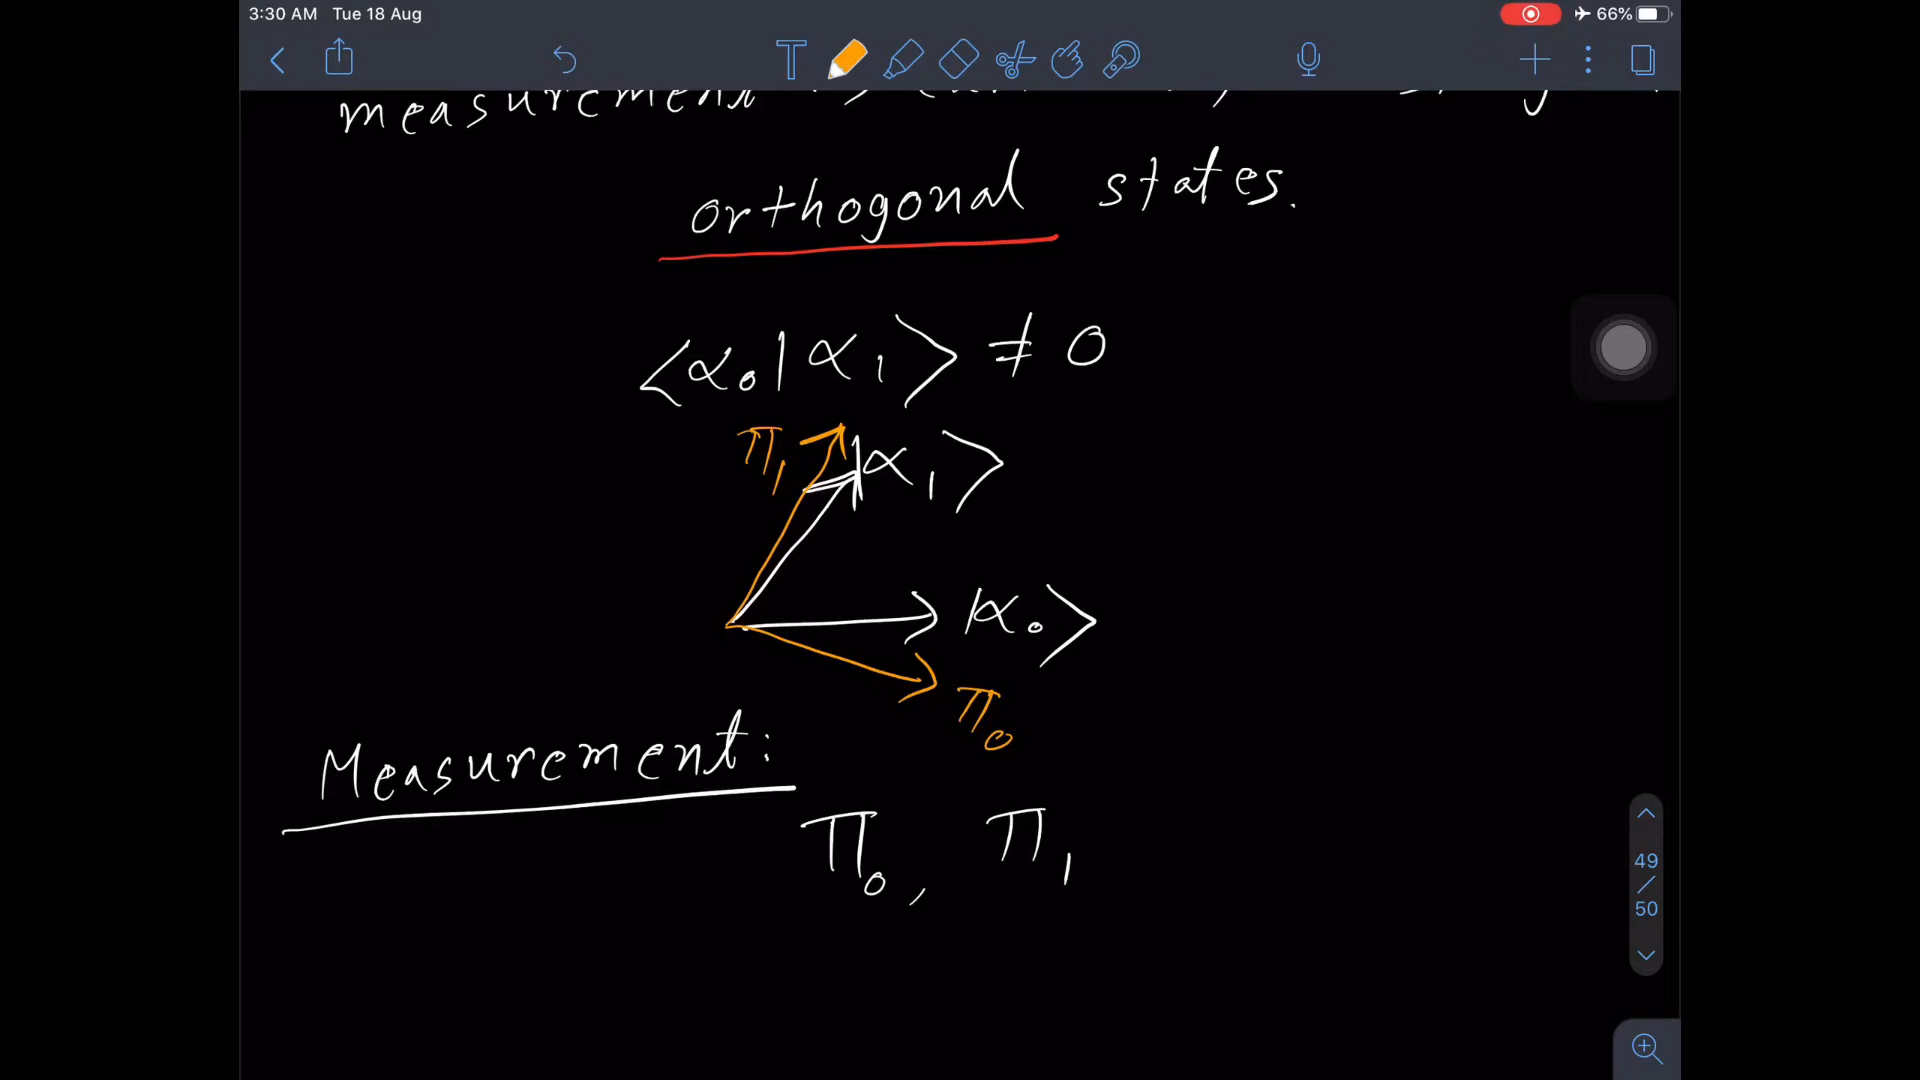 3:30 AM Tue 18 Aug 66%
measurement
orthogonal states.
<α₀|α₁> ≠ 0
π₁ |α₁>
|α₀>
π₀
Measurement:
π₀, π₁
49
/
50